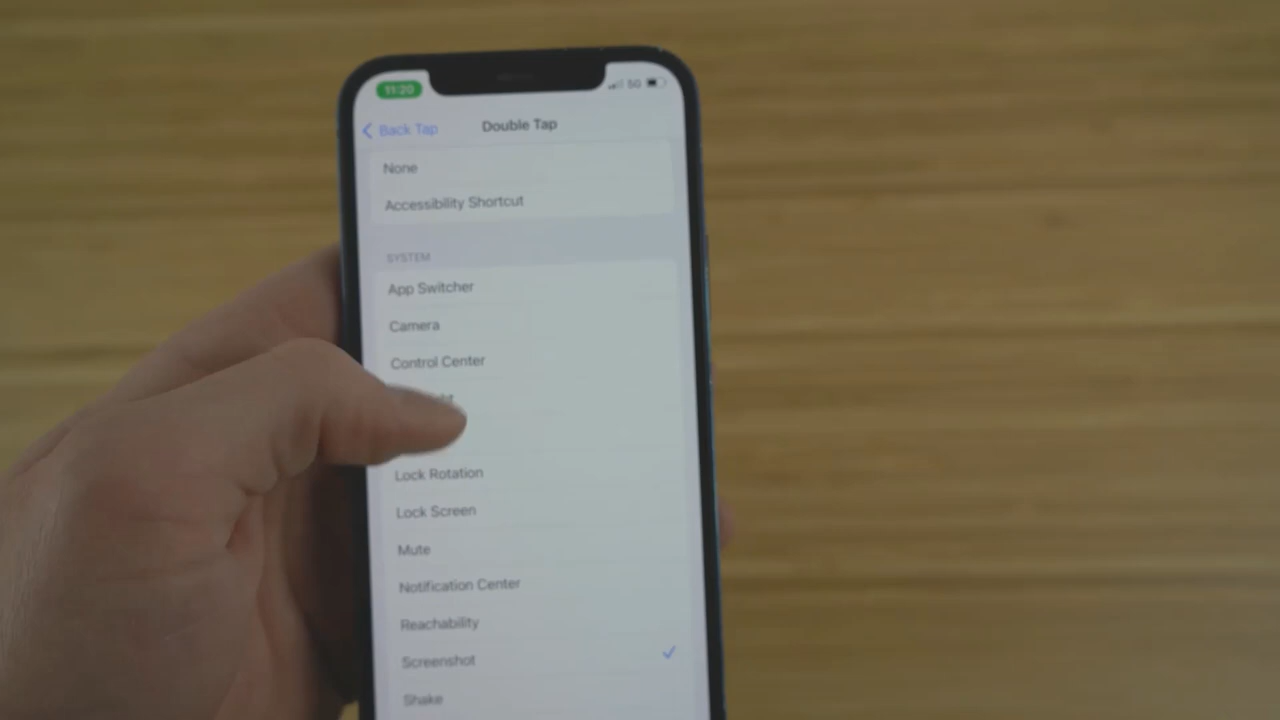 11:20
5G
Back Tap
Double Tap
None
Accessibility Shortcut
SYSTEM
App Switcher
Camera
Control Center
Lock Rotation
Lock Screen
Mute
Notification Center
Reachability
Screenshot
Shake